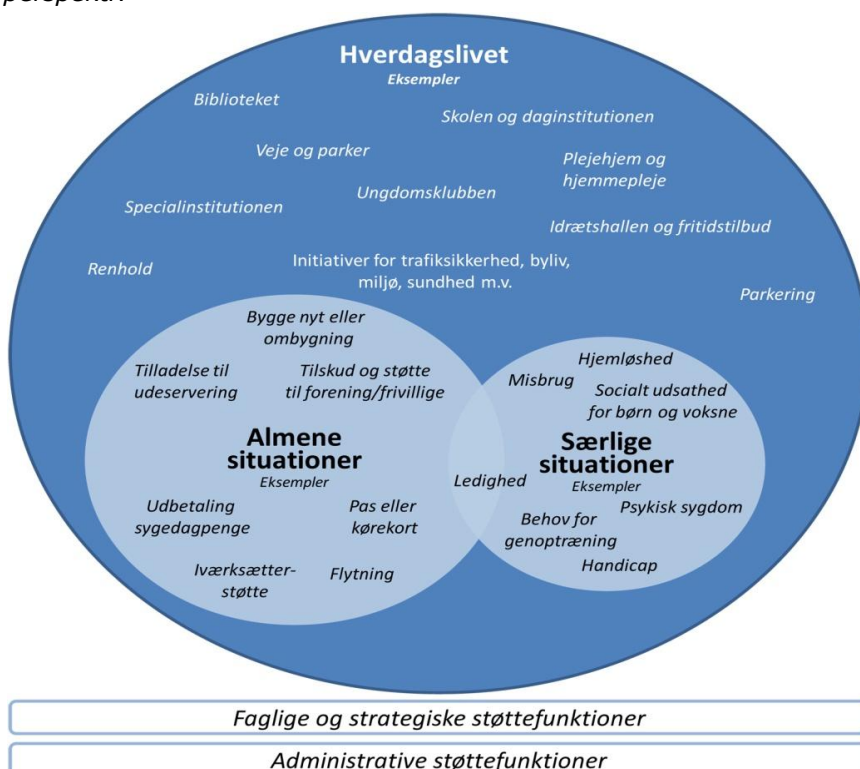 Hverdagslivet
Eksempler
Biblioteket
Skolen og daginstitutionen
Veje og parker
Plejehjem og
hjemmepleje
Ungdomsklubben
Specialinstitutionen
Idrætshallen og fritidstilbud
Renhold
Initiativer for trafiksikkerhed, byliv,
miljø, sundhed m.v.
Parkering
Bygge nyt eller
ombygning
Tilladelse til
udeservering
Tilskud og støtte
til forening/frivillige
Almene
situationer
Eksempler
Udbetaling
sygedagpenge
Pas eller
kørekort
Iværksætter-
støtte
Flytning
Ledighed
Hjemløshed
Misbrug
Socialt udsathed
for børn og voksne
Særlige
situationer
Eksempler
Psykisk sygdom
Behov for
genoptræning
Handicap
Faglige og strategiske støttefunktioner
Administrative støttefunktioner